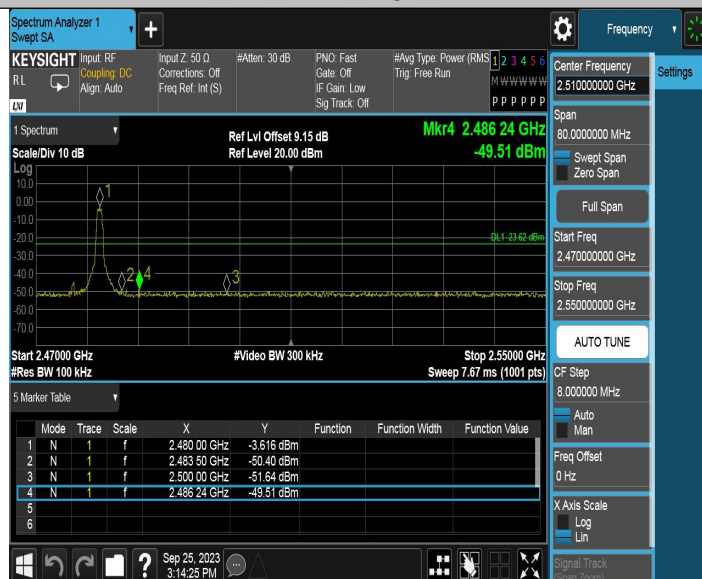 Spectrum Analyzer 1
Swept SA
+
Frequency
KEYSIGHT
RL
LXI
Input: RF
Coupling: DC
Align: Auto
Input Z: 50 Ω
Corrections: Off
Freq Ref: Int (S)
#Atten: 30 dB
PNO: Fast
Gate: Off
IF Gain: Low
Sig Track: Off
#Avg Type: Power (RMS
Trig: Free Run
1 2 3 4 5 6
M W W W W W
P P P P P P
Center Frequency
2.510000000 GHz
Settings
Span
80.0000000 MHz
Swept Span
Zero Span
Full Span
Start Freq
2.470000000 GHz
Stop Freq
2.550000000 GHz
AUTO TUNE
CF Step
8.000000 MHz
Auto
Man
Freq Offset
0 Hz
X Axis Scale
Log
Lin
Signal Track
(Span Zoom)
1 Spectrum
Scale/Div 10 dB
Ref Lvl Offset 9.15 dB
Ref Level 20.00 dBm
Mkr4 2.486 24 GHz
-49.51 dBm
Log
10.0
0.00
-10.0
-20.0
-30.0
-40.0
-50.0
-60.0
-70.0
1
2
4
3
DL1 -23.62 dBm
Start 2.47000 GHz
#Res BW 100 kHz
#Video BW 300 kHz
Stop 2.55000 GHz
Sweep 7.67 ms (1001 pts)
5 Marker Table
Mode Trace Scale X Y Function Function Width Function Value
1 N 1 f 2.480 00 GHz -3.616 dBm
2 N 1 f 2.483 50 GHz -50.40 dBm
3 N 1 f 2.500 00 GHz -51.64 dBm
4 N 1 f 2.486 24 GHz -49.51 dBm
5
6
?
Sep 25, 2023
3:14:25 PM